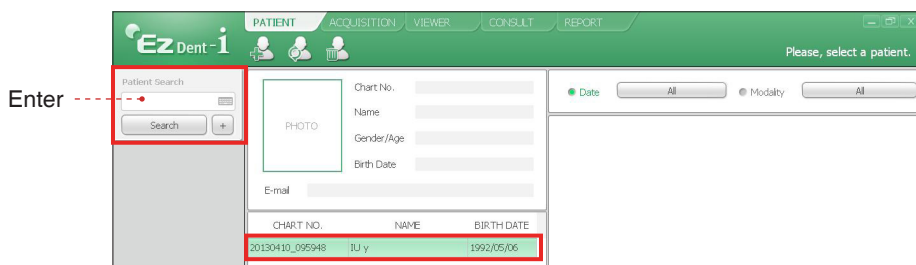 PATIENT ACQUISITION VIEWER CONSULT REPORT
Ez Dent-i
Please, select a patient.
Enter
Patient Search
Search +
PHOTO
Chart No.
Name
Gender/Age
Birth Date
E-mail
Date All Modality All
CHART NO. NAME BIRTH DATE
20130410_095948 IU y 1992/05/06